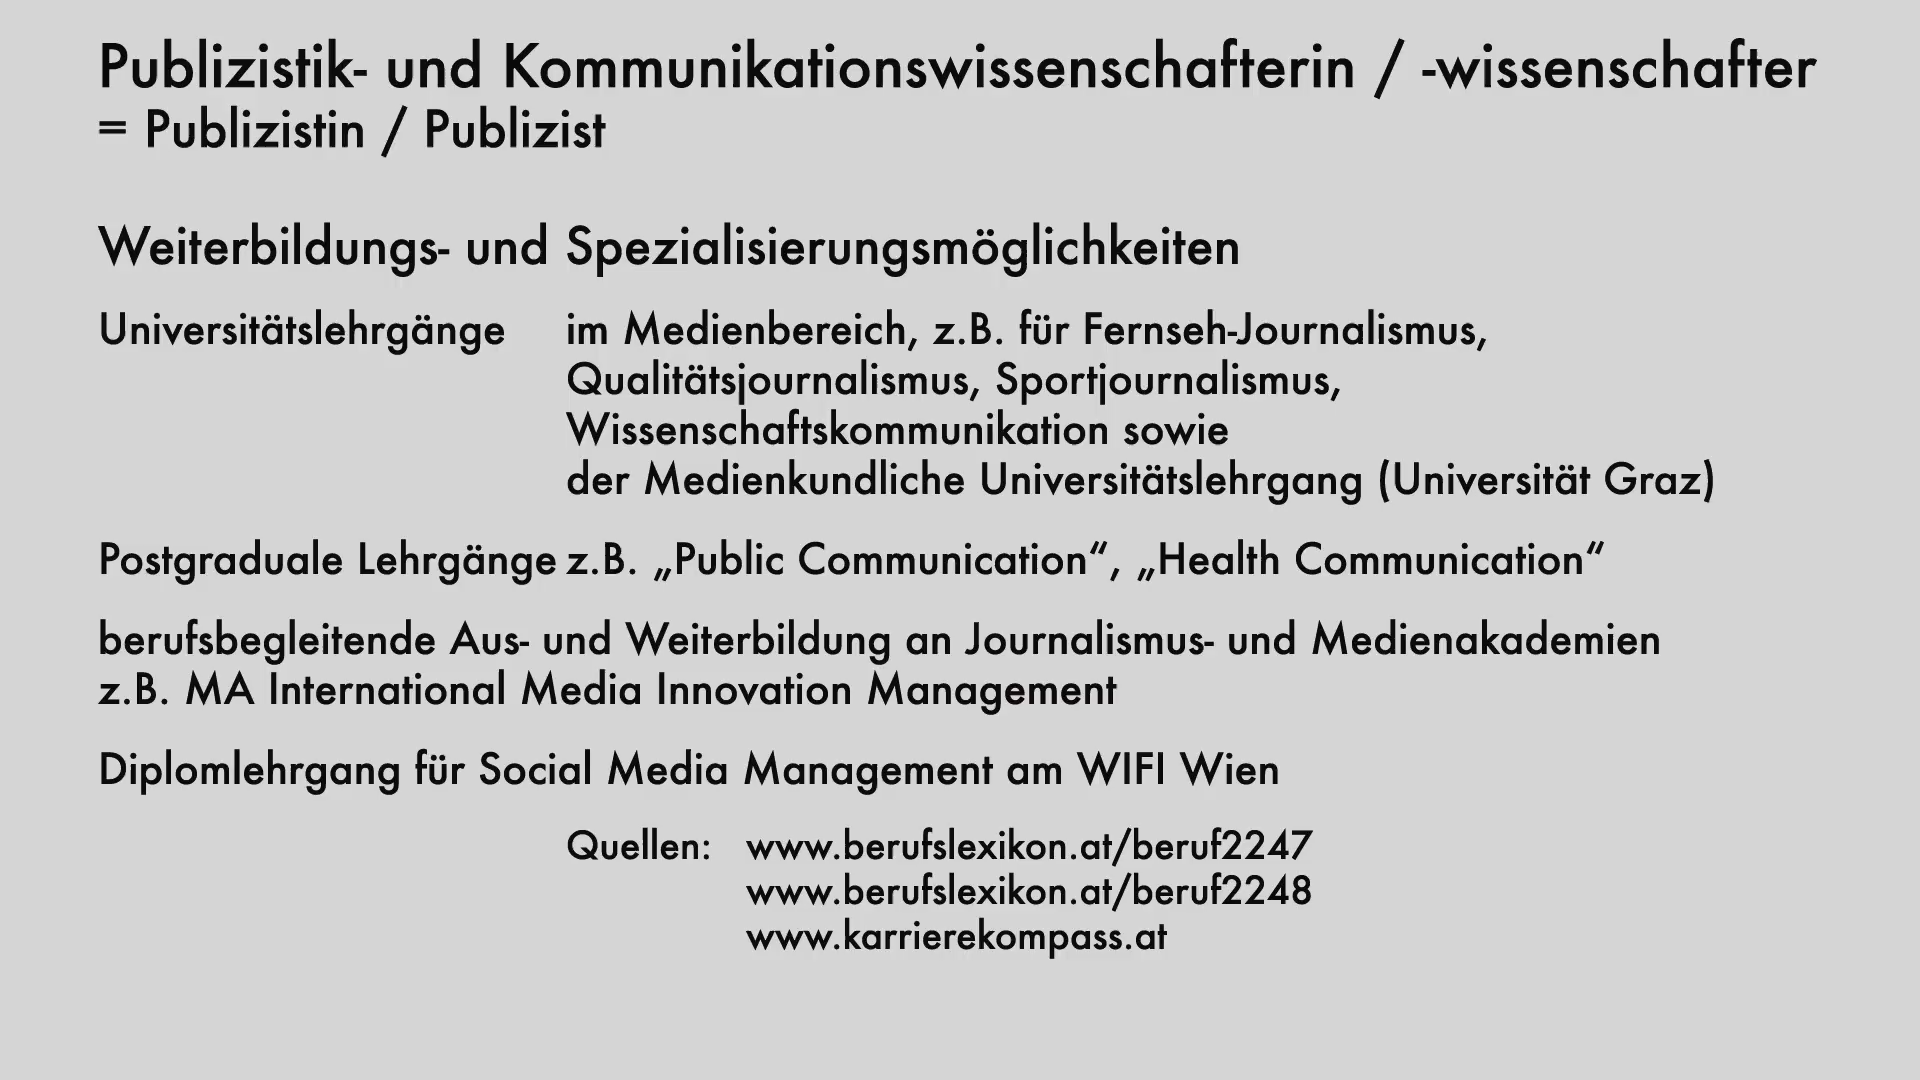 Publizistik- und Kommunikationswissenschafterin / -wissenschafter
= Publizistin / Publizist
Weiterbildungs- und Spezialisierungsmöglichkeiten
Universitätslehrgänge im Medienbereich, z.B. für Fernseh-Journalismus,
Qualitätsjournalismus, Sportjournalismus,
Wissenschaftskommunikation sowie
der Medienkundliche Universitätslehrgang (Universität Graz)
Postgraduale Lehrgänge z.B. „Public Communication“, „Health Communication“
berufsbegleitende Aus- und Weiterbildung an Journalismus- und Medienakademien
z.B. MA International Media Innovation Management
Diplomlehrgang für Social Media Management am WIFI Wien
Quellen: www.berufslexikon.at/beruf2247
www.berufslexikon.at/beruf2248
www.karrierekompass.at